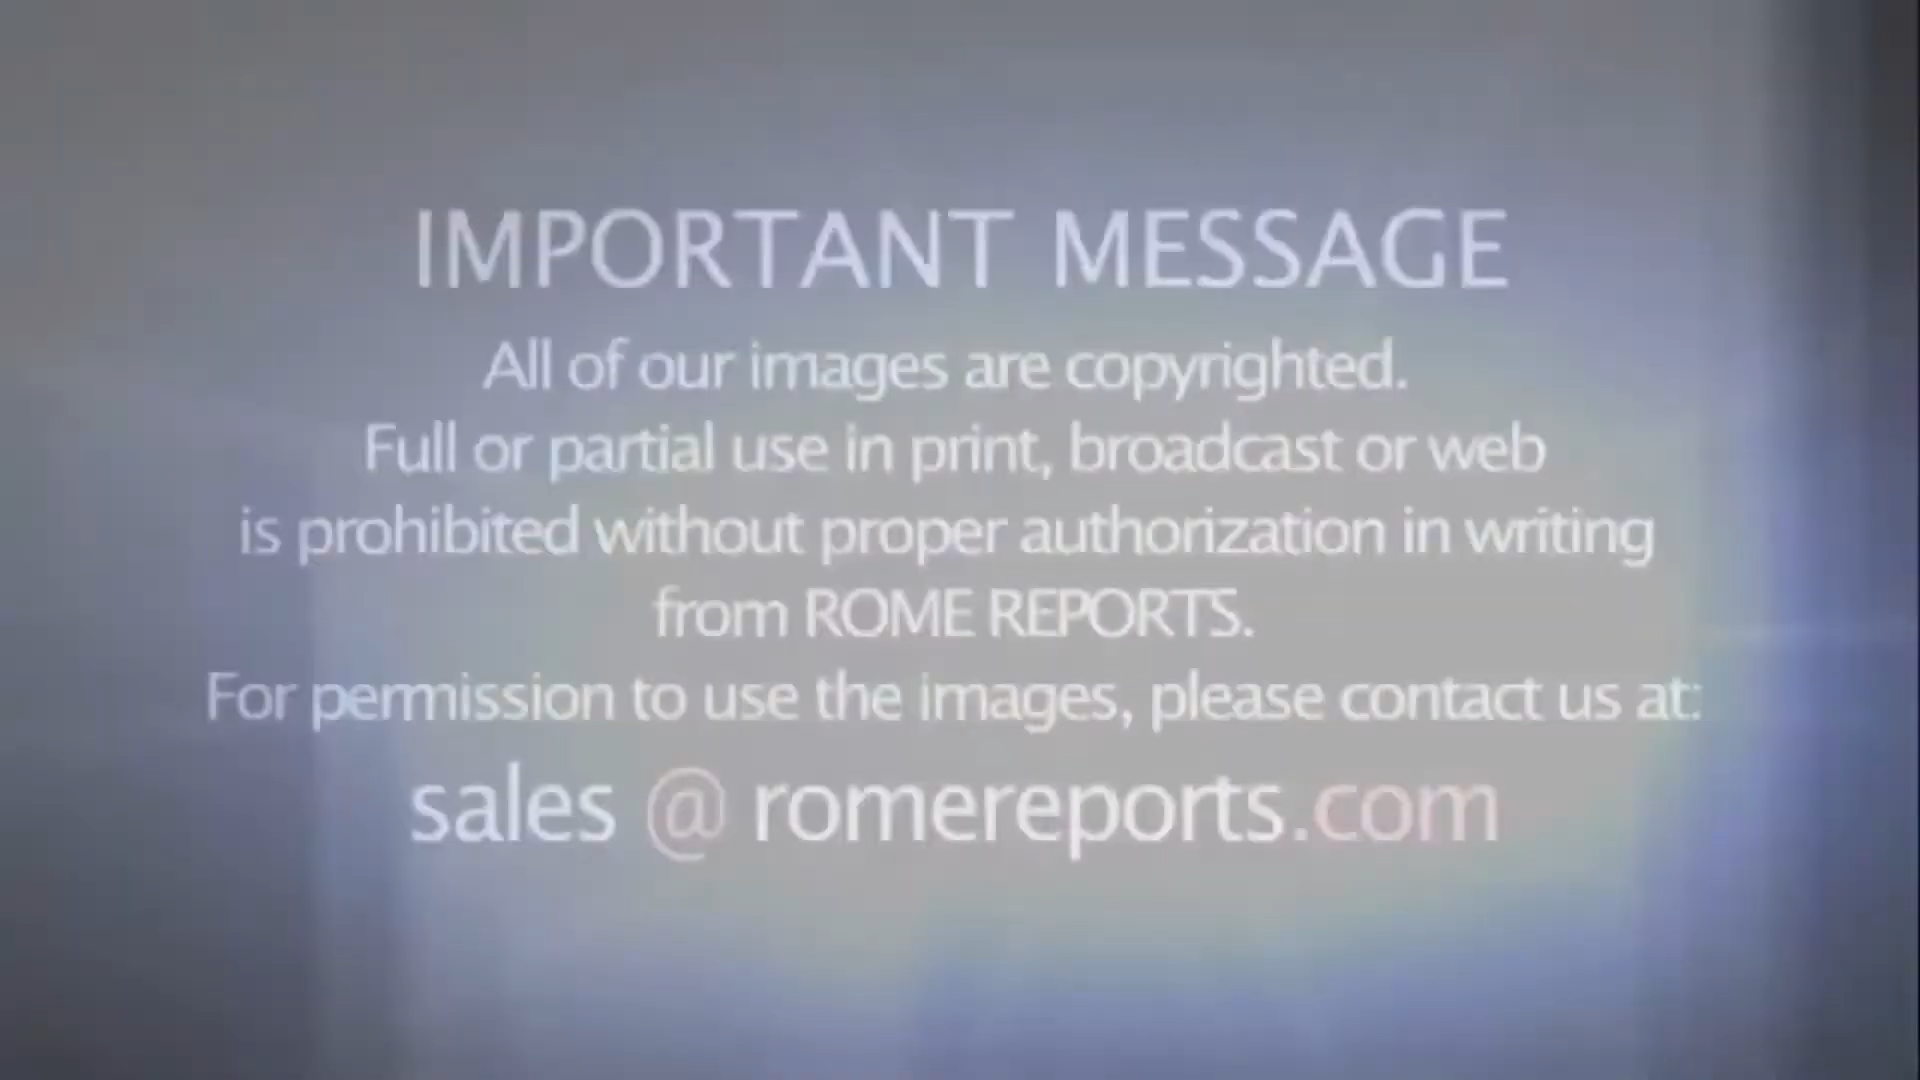 IMPORTANT MESSAGE
All of our images are copyrighted.
Full or partial use in print, broadcast or web
is prohibited without proper authorization in writing
from ROME REPORTS.
For permission to use the images, please contact us at:
sales @ romereports.com